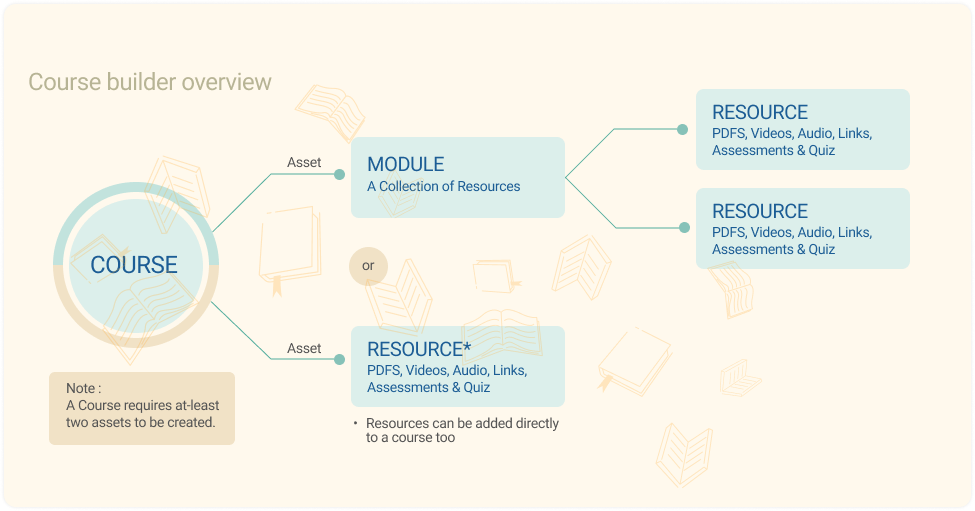 Course builder overview
COURSE
Note :
A Course requires at-least
two assets to be created.
Asset
MODULE
A Collection of Resources
or
Asset
RESOURCE*
PDFS, Videos, Audio, Links,
Assessments & Quiz
• Resources can be added directly
to a course too
RESOURCE
PDFS, Videos, Audio, Links,
Assessments & Quiz
RESOURCE
PDFS, Videos, Audio, Links,
Assessments & Quiz